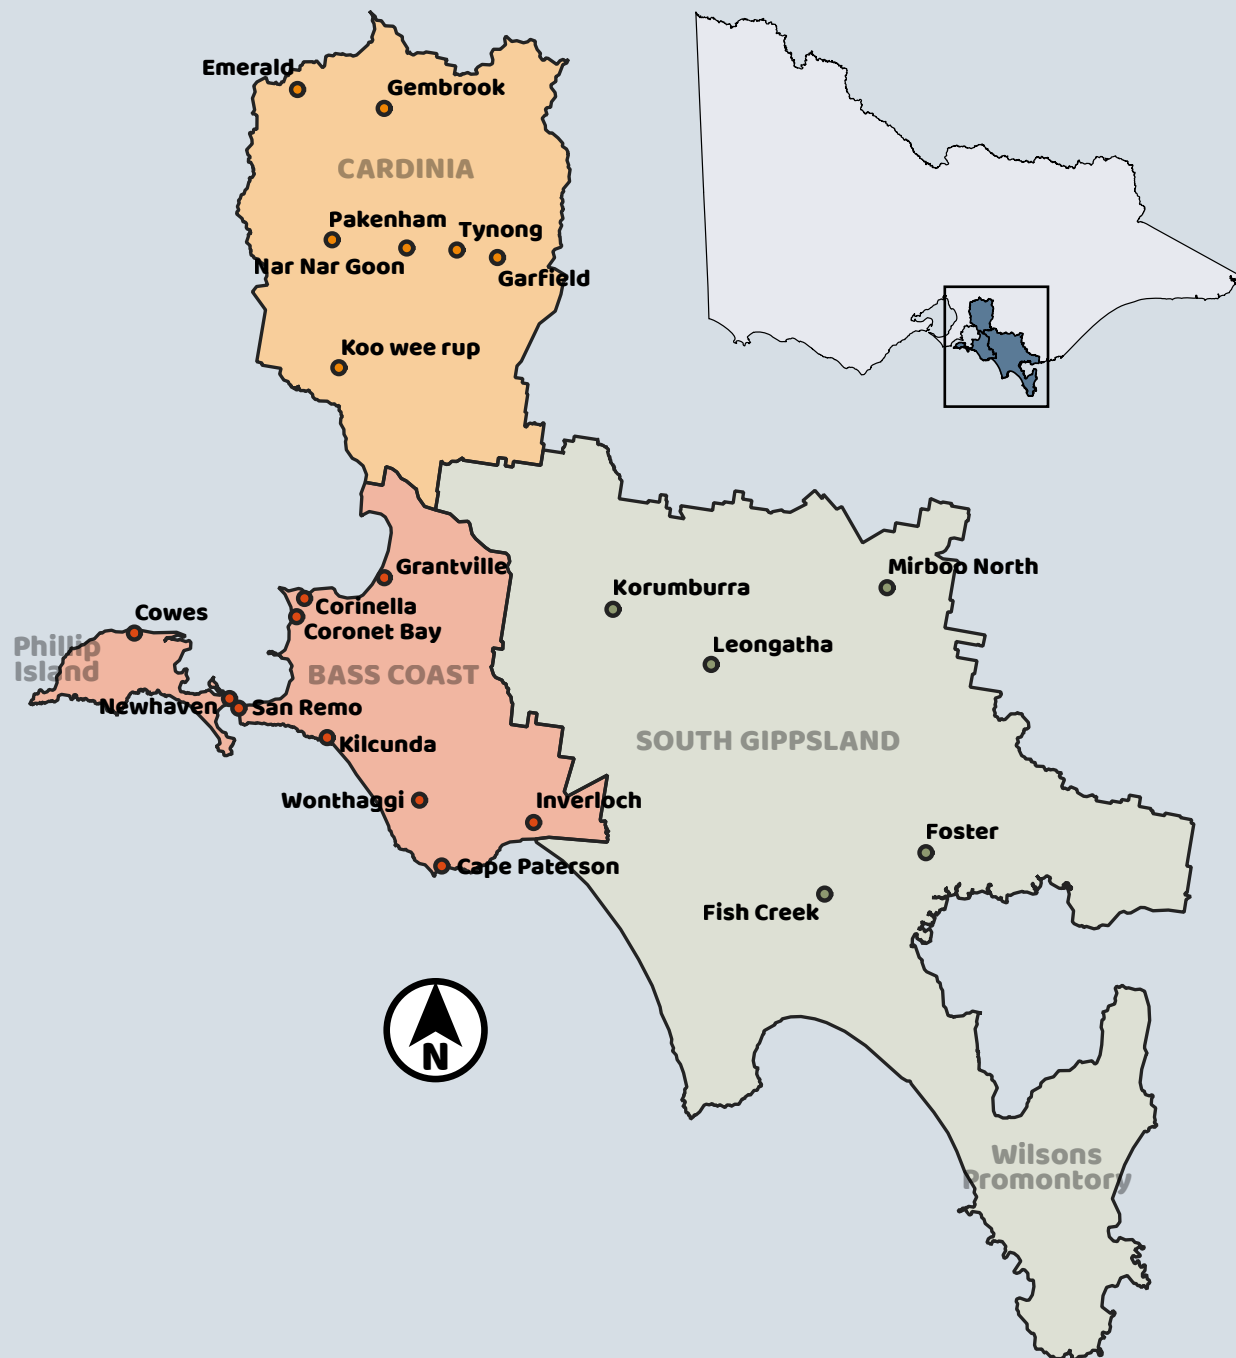 Emerald
Gembrook
CARDINIA
Pakenham
Tynong
Nar Nar Goon
Garfield
Koo wee rup
Grantville
Mirboo North
Korumburra
Corinella
Cowes
Coronet Bay
Phillip
Island
Leongatha
BASS COAST
Newhaven
San Remo
SOUTH GIPPSLAND
Kilcunda
Wonthaggi
Inverloch
Foster
Cape Paterson
Fish Creek
N
Wilsons
Promontory